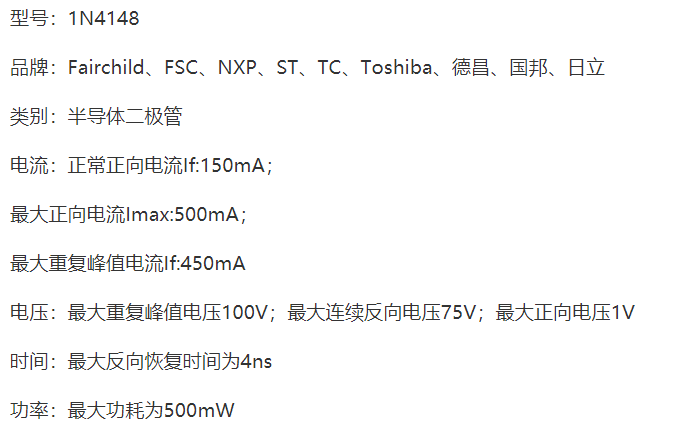 型号：1N4148
品牌：Fairchild、FSC、NXP、ST、TC、Toshiba、德昌、国邦、日立
类别：半导体二极管
电流：正常正向电流If:150mA；
最大正向电流Imax:500mA；
最大重复峰值电流If:450mA
电压：最大重复峰值电压100V；最大连续反向电压75V；最大正向电压1V
时间：最大反向恢复时间为4ns
功率：最大功耗为500mW